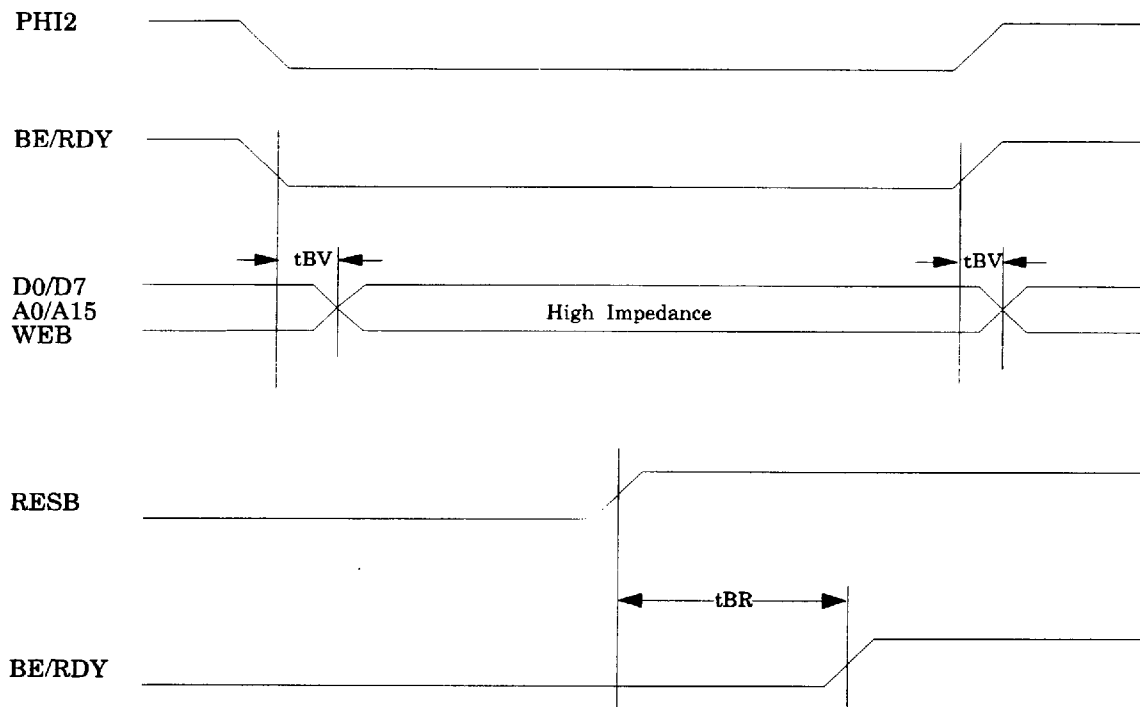 PHI2
BE/RDY
tBV
tBV
D0/D7
A0/A15
WEB
High Impedance
RESB
tBR
BE/RDY